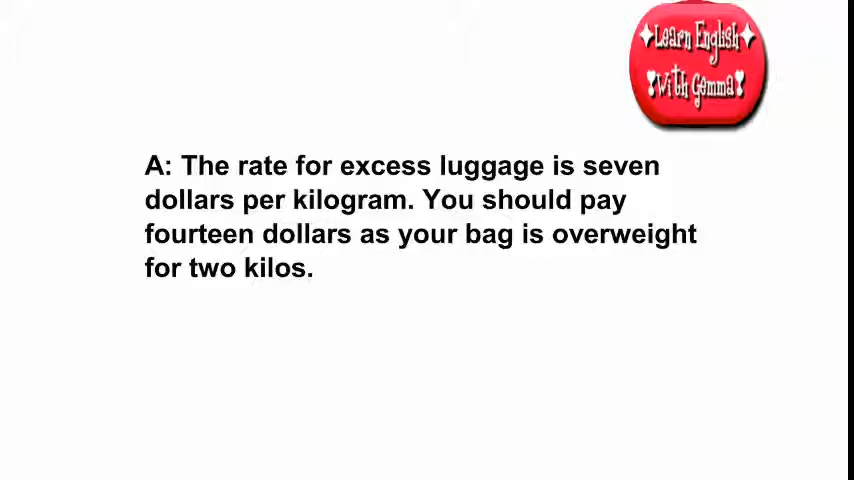 ✦Learn English✦
❣With Gemma❣
A: The rate for excess luggage is seven
dollars per kilogram. You should pay
fourteen dollars as your bag is overweight
for two kilos.